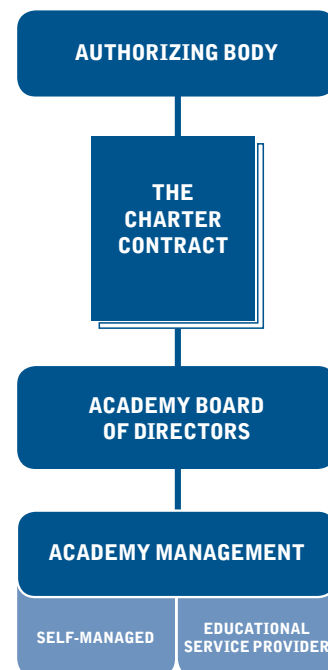 AUTHORIZING BODY
THE
CHARTER
CONTRACT
ACADEMY BOARD
OF DIRECTORS
ACADEMY MANAGEMENT
SELF-MANAGED
EDUCATIONAL
SERVICE PROVIDER